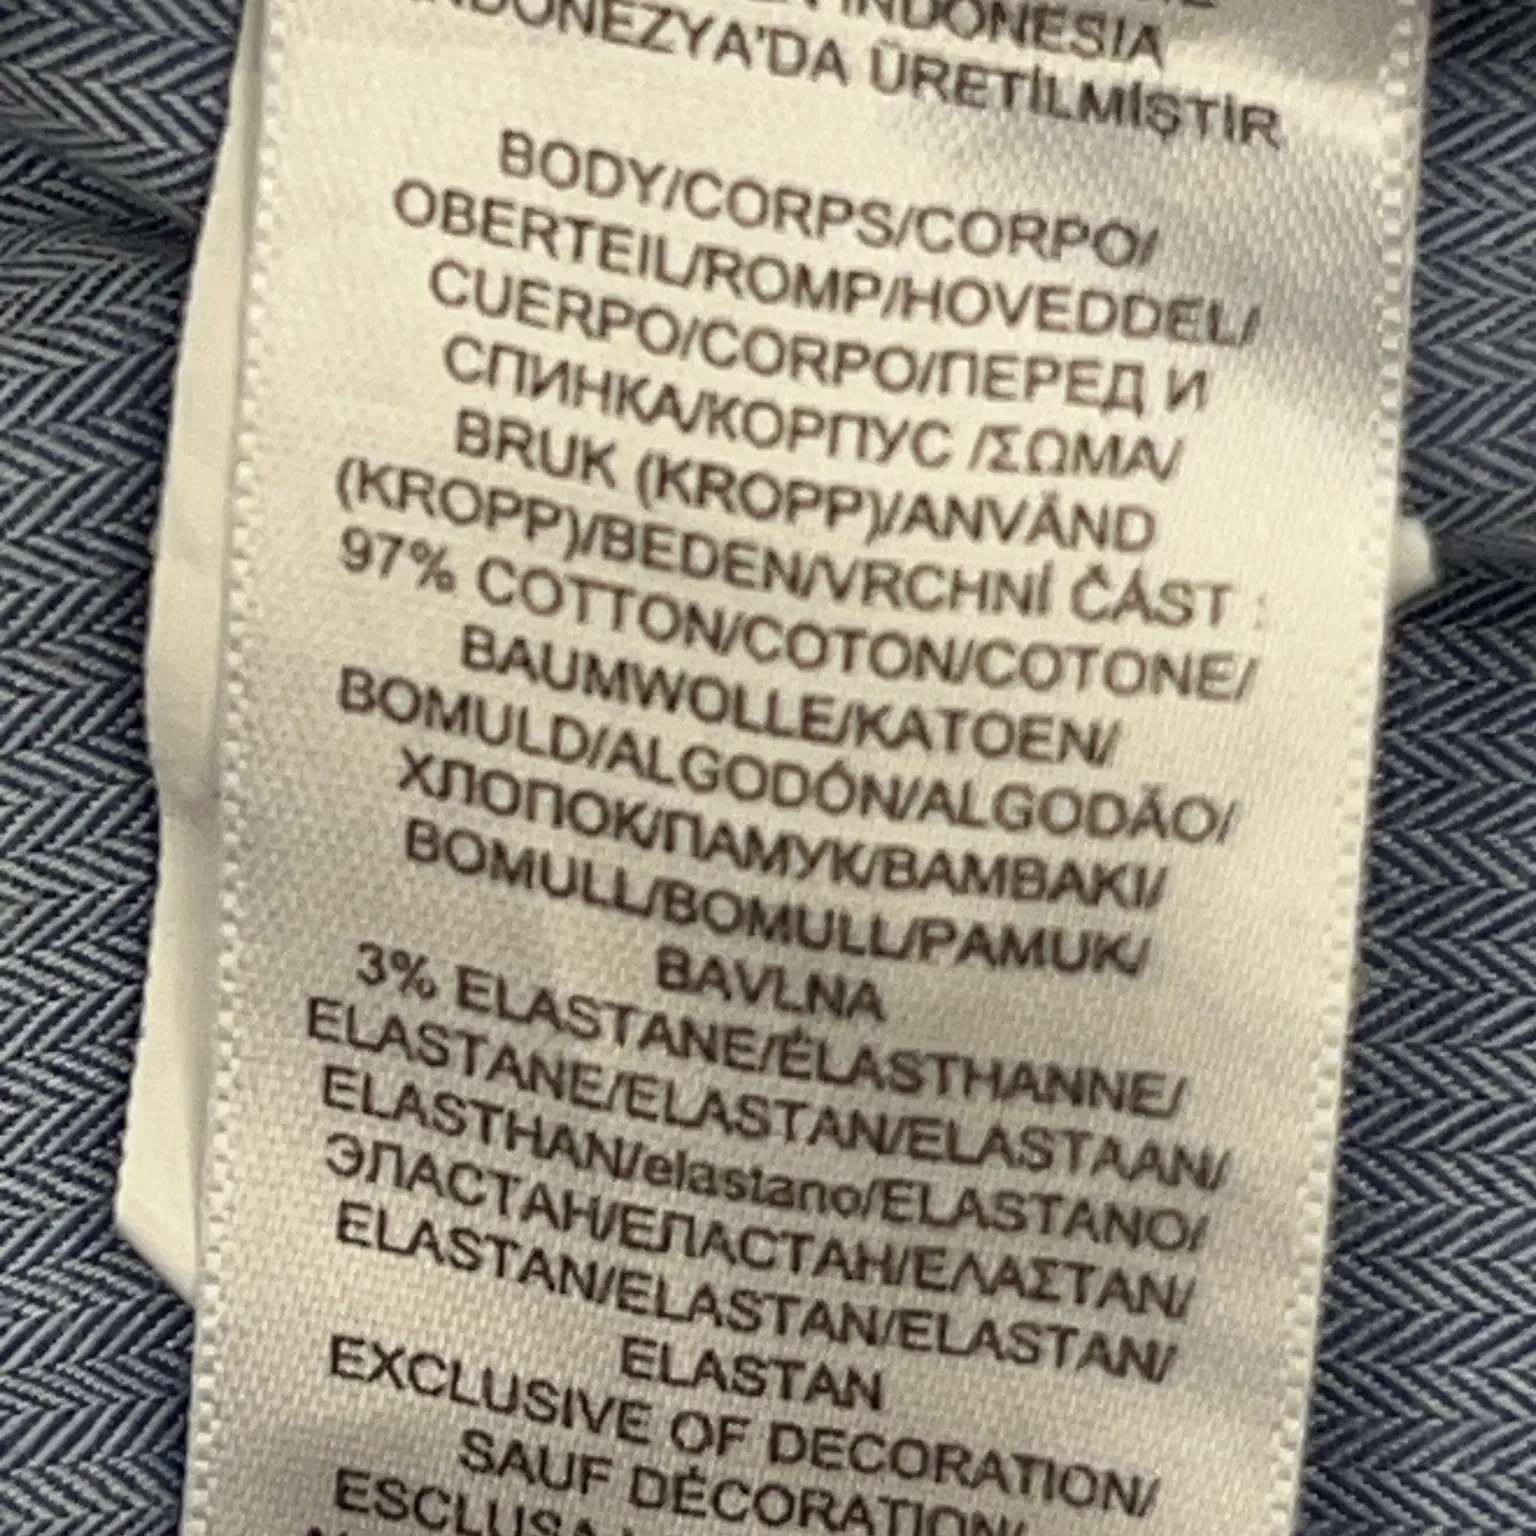 INDONESIA
ÜRETİLMİŞTİR
BODY/CORPS/CORPO/
OBERTEIL/ROMP/HOVEDDEL/
CUERPO/CORPO/ПЕРЕД И
СПИНКА/КОРПУС /ΣΩΜΑ/
BRUK (KROPP)/ANVÄND
(KROPP)/BEDEN/VRCHNÍ ČÁST :
97% COTTON/COTON/COTONE/
BAUMWOLLE/KATOEN/
BOMULD/ALGODÓN/ALGODÃO/
ХЛОПОК/ПАМУК/BAMBAKI/
BOMULL/BOMULL/PAMUK/
BAVLNA
3% ELASTANE/ÉLASTHANNE/
ELASTANE/ELASTAN/ELASTAAN/
ELASTHAN/elastano/ELASTANO/
ЭЛАСТАН/ЕЛАСТАН/ΕΛΑΣΤΑΝ/
ELASTAN/ELASTAN/ELASTAN/
ELASTAN
EXCLUSIVE OF DECORATION/
SAUF DÉCORATION/